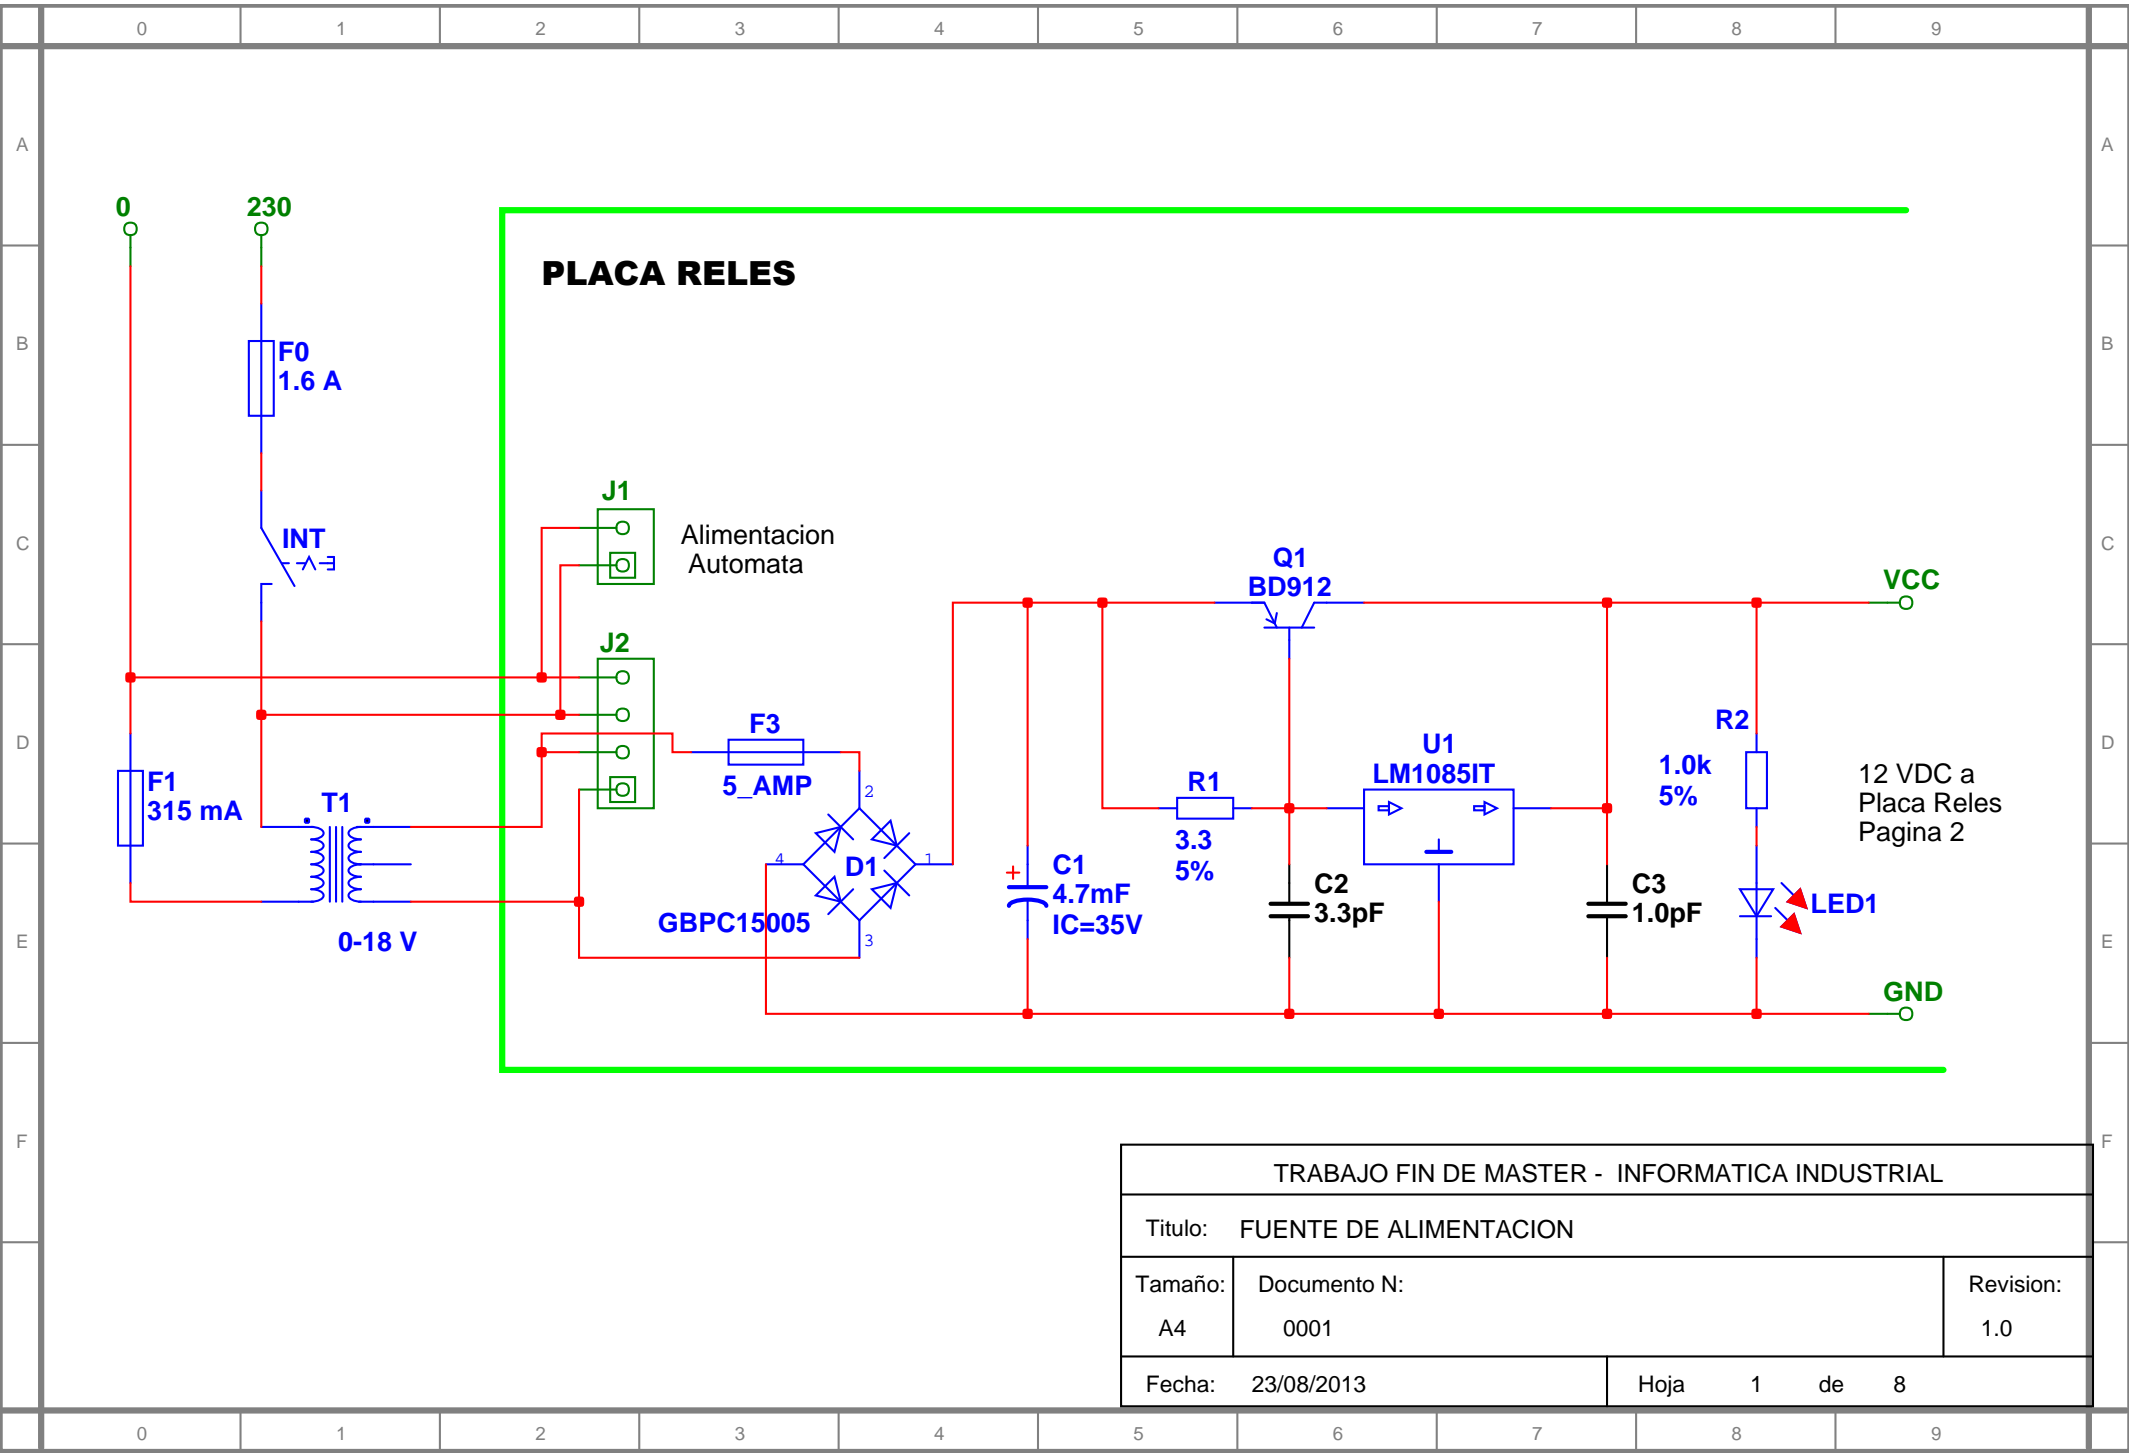 0 1 2 3 4 5 6 7 8 9
A A
0 230
PLACA RELES
B B
F0
1.6 A
J1
Alimentacion
Automata
C C
INT
Q1
BD912
VCC
J2
F3
5_AMP
D D
F1
315 mA
T1
0-18 V
2
4
D1
1
3
GBPC15005
C1
+
4.7mF
IC=35V
R1
3.3
5%
U1
LM1085IT
C2
3.3pF
C3
1.0pF
R2
1.0k
5%
LED1
12 VDC a
Placa Reles
Pagina 2
E E
GND
F F
TRABAJO FIN DE MASTER - INFORMATICA INDUSTRIAL
Titulo: FUENTE DE ALIMENTACION
Tamaño: Documento N: Revision:
A4 0001 1.0
Fecha: 23/08/2013 Hoja 1 de 8
0 1 2 3 4 5 6 7 8 9